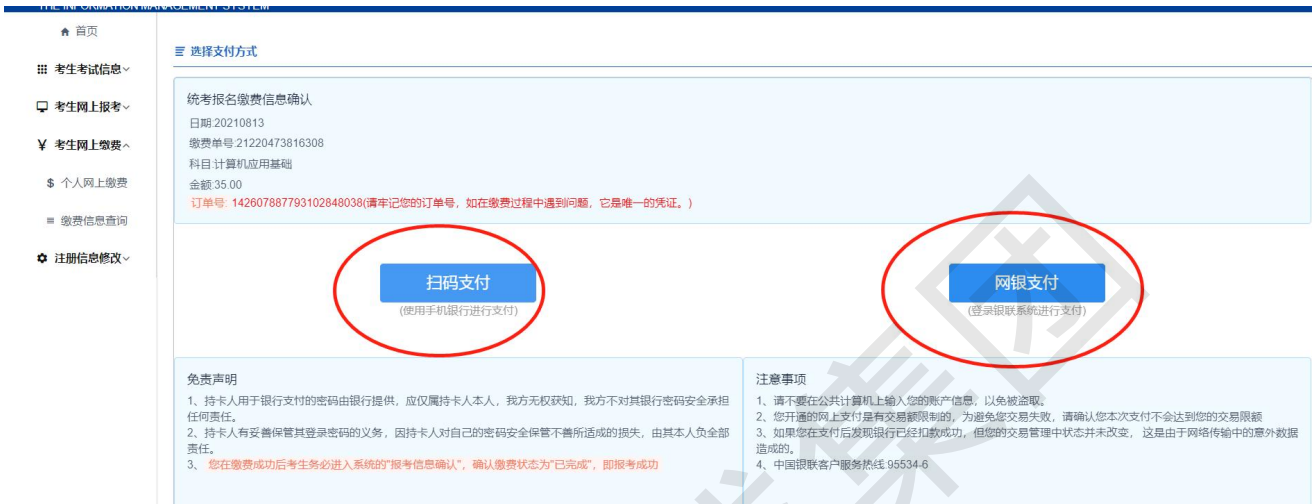 THE INFORMATION MANAGEMENT SYSTEM
首页
考生考试信息
考生网上报考
考生网上缴费
个人网上缴费
缴费信息查询
注册信息修改
选择支付方式
统考报名缴费信息确认
日期:20210813
缴费单号:21220473816308
科目:计算机应用基础
金额:35.00
订单号: 142607887793102848038(请牢记您的订单号，如在缴费过程中遇到问题，它是唯一的凭证。)
扫码支付
(使用手机银行进行支付)
网银支付
(登录银联系统进行支付)
免责声明
1、持卡人用于银行支付的密码由银行提供，应仅属持卡人本人，我方无权获知，我方不对其银行密码安全承担
任何责任。
2、持卡人有妥善保管其登录密码的义务，因持卡人对自己的密码安全保管不善所适成的损失，由其本人负全部
责任。
3、 您在缴费成功后考生务必进入系统的"报考信息确认"，确认缴费状态为"已完成"，即报考成功
注意事项
1、请不要在公共计算机上输入您的账产信息，以免被盗取。
2、您开通的网上支付是有交易额限制的，为避免您交易失败，请确认您本次支付不会达到您的交易限额
3、如果您在支付后发现银行已经扣款成功，但您的交易管理中状态并未改变， 这是由于网络传输中的意外数据
造成的。
4、中国银联客户服务热线:95534-6
集团